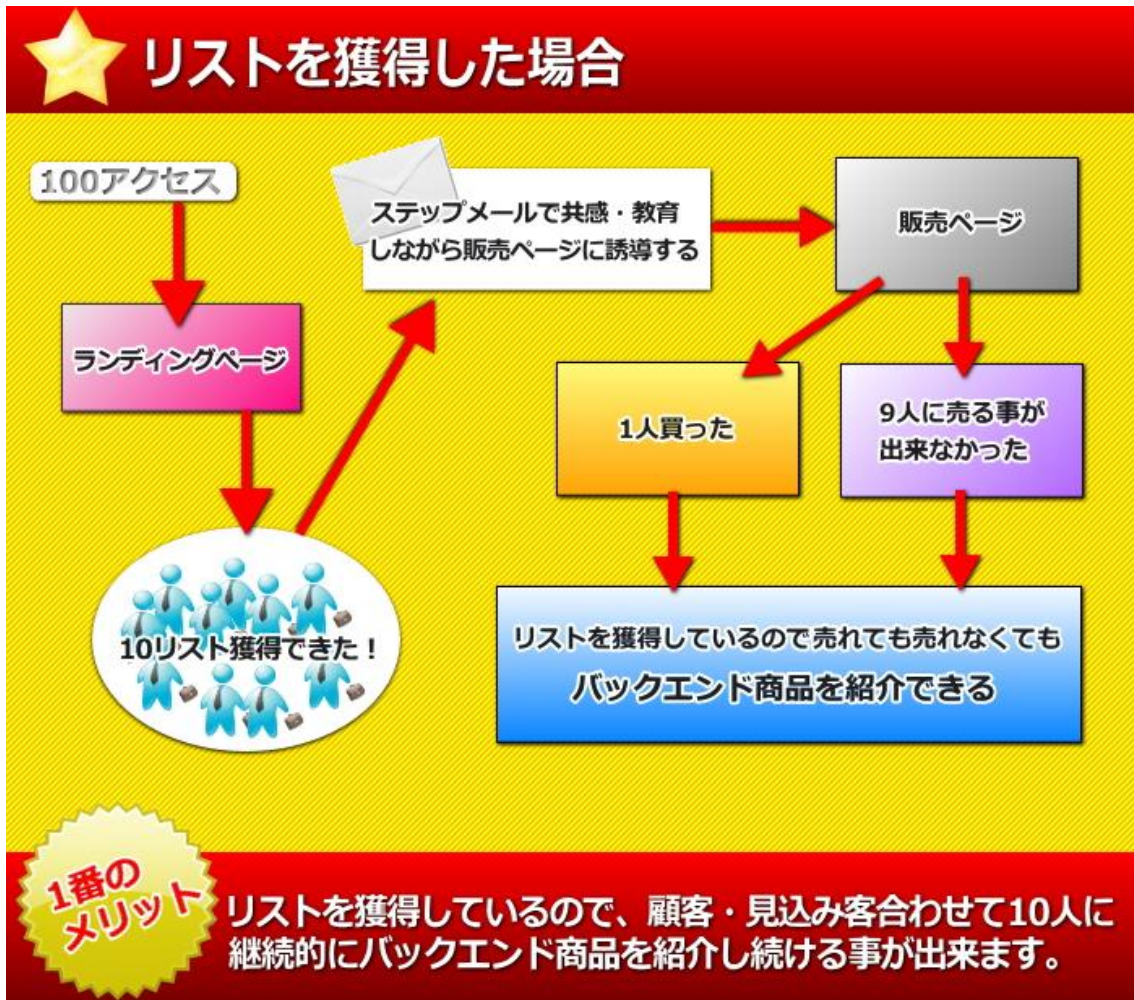 リストを獲得した場合
100アクセス
ランディングページ
10リスト獲得できた！
ステップメールで共感・教育
しながら販売ページに誘導する
販売ページ
1人買った
9人に売る事が
出来なかった
リストを獲得しているので売れても売れなくても
バックエンド商品を紹介できる
1番の
メリット
リストを獲得しているので、顧客・見込み客合わせて10人に
継続的にバックエンド商品を紹介し続ける事が出来ます。